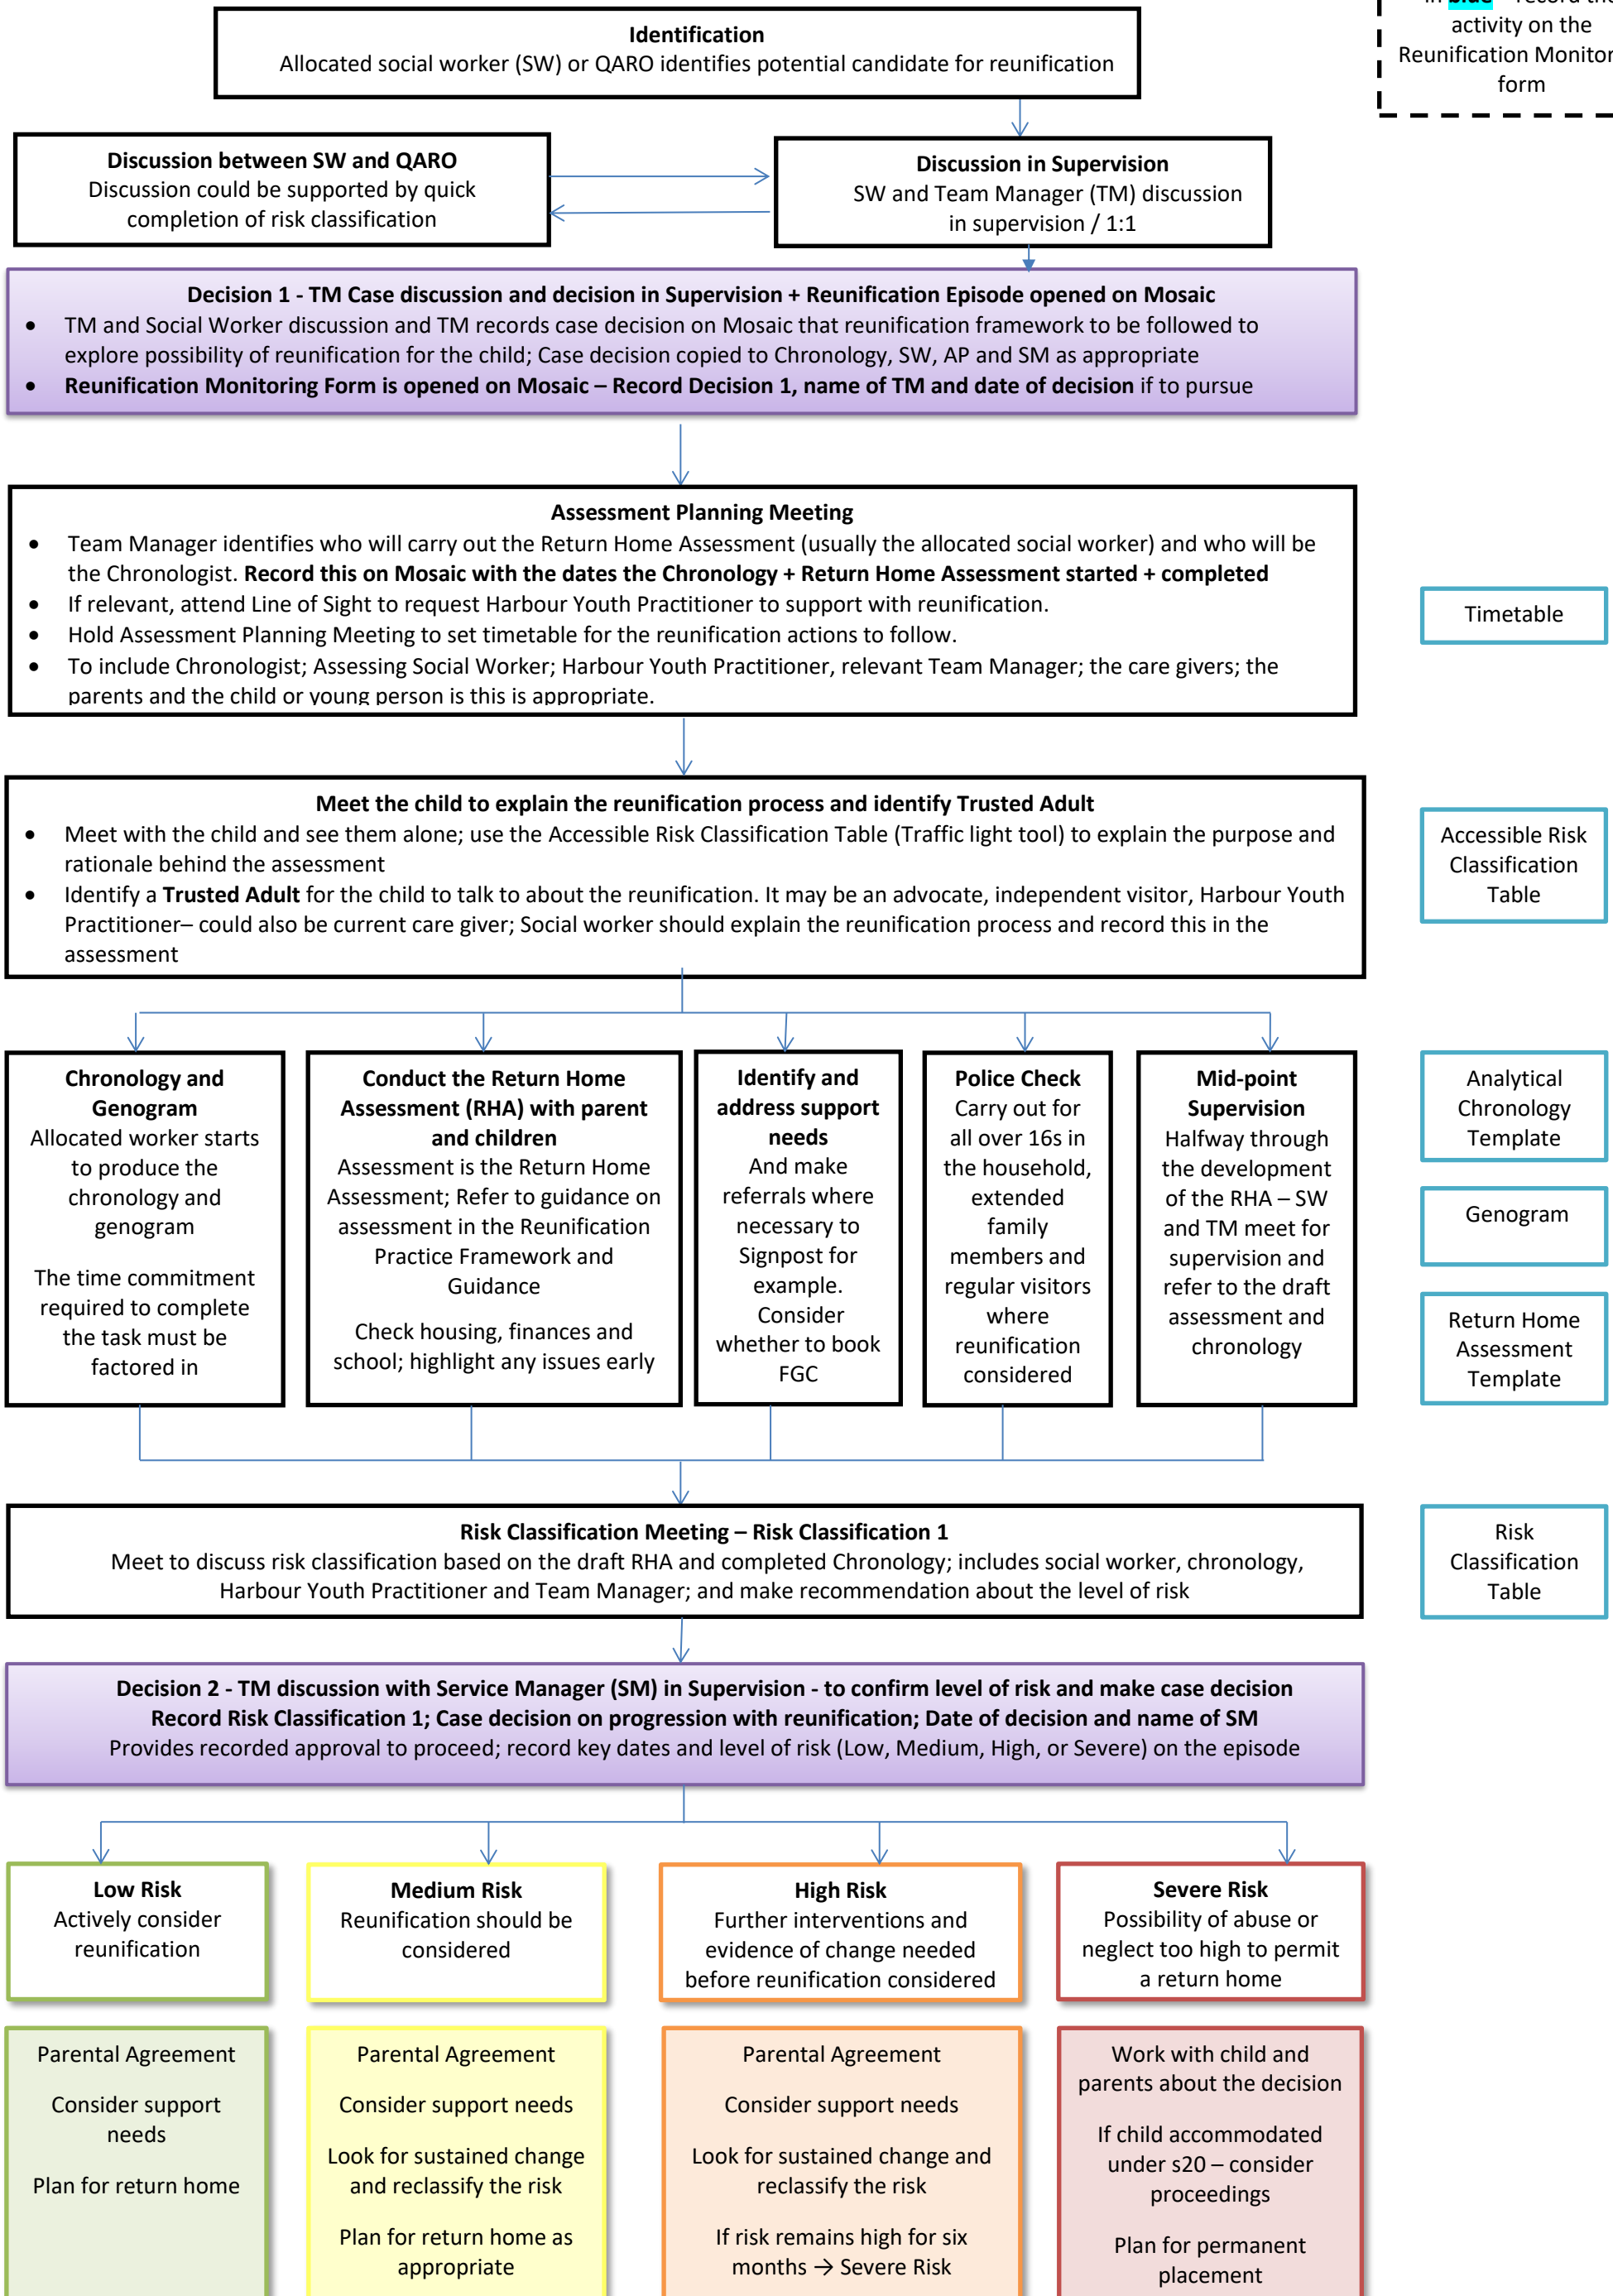 in blue – record the
activity on the
Reunification Monitor
form
Identification
Allocated social worker (SW) or QARO identifies potential candidate for reunification
Discussion between SW and QARO
Discussion could be supported by quick
completion of risk classification
Discussion in Supervision
SW and Team Manager (TM) discussion
in supervision / 1:1
Decision 1 - TM Case discussion and decision in Supervision + Reunification Episode opened on Mosaic
• TM and Social Worker discussion and TM records case decision on Mosaic that reunification framework to be followed to
explore possibility of reunification for the child; Case decision copied to Chronology, SW, AP and SM as appropriate
• Reunification Monitoring Form is opened on Mosaic – Record Decision 1, name of TM and date of decision if to pursue
Assessment Planning Meeting
• Team Manager identifies who will carry out the Return Home Assessment (usually the allocated social worker) and who will be
the Chronologist. Record this on Mosaic with the dates the Chronology + Return Home Assessment started + completed
• If relevant, attend Line of Sight to request Harbour Youth Practitioner to support with reunification.
• Hold Assessment Planning Meeting to set timetable for the reunification actions to follow.
• To include Chronologist; Assessing Social Worker; Harbour Youth Practitioner, relevant Team Manager; the care givers; the
parents and the child or young person is this is appropriate.
Timetable
Meet the child to explain the reunification process and identify Trusted Adult
• Meet with the child and see them alone; use the Accessible Risk Classification Table (Traffic light tool) to explain the purpose and
rationale behind the assessment
• Identify a Trusted Adult for the child to talk to about the reunification. It may be an advocate, independent visitor, Harbour Youth
Practitioner– could also be current care giver; Social worker should explain the reunification process and record this in the
assessment
Accessible Risk
Classification
Table
Chronology and
Genogram
Allocated worker starts
to produce the
chronology and
genogram
The time commitment
required to complete
the task must be
factored in
Conduct the Return Home
Assessment (RHA) with parent
and children
Assessment is the Return Home
Assessment; Refer to guidance on
assessment in the Reunification
Practice Framework and
Guidance
Check housing, finances and
school; highlight any issues early
Identify and
address support
needs
And make
referrals where
necessary to
Signpost for
example.
Consider
whether to book
FGC
Police Check
Carry out for
all over 16s in
the household,
extended
family
members and
regular visitors
where
reunification
considered
Mid-point
Supervision
Halfway through
the development
of the RHA – SW
and TM meet for
supervision and
refer to the draft
assessment and
chronology
Analytical
Chronology
Template
Genogram
Return Home
Assessment
Template
Risk Classification Meeting – Risk Classification 1
Meet to discuss risk classification based on the draft RHA and completed Chronology; includes social worker, chronology,
Harbour Youth Practitioner and Team Manager; and make recommendation about the level of risk
Risk
Classification
Table
Decision 2 - TM discussion with Service Manager (SM) in Supervision - to confirm level of risk and make case decision
Record Risk Classification 1; Case decision on progression with reunification; Date of decision and name of SM
Provides recorded approval to proceed; record key dates and level of risk (Low, Medium, High, or Severe) on the episode
Low Risk
Actively consider
reunification
Medium Risk
Reunification should be
considered
High Risk
Further interventions and
evidence of change needed
before reunification considered
Severe Risk
Possibility of abuse or
neglect too high to permit
a return home
Parental Agreement
Consider support
needs
Plan for return home
Parental Agreement
Consider support needs
Look for sustained change
and reclassify the risk
Plan for return home as
appropriate
Parental Agreement
Consider support needs
Look for sustained change and
reclassify the risk
If risk remains high for six
months → Severe Risk
Work with child and
parents about the decision
If child accommodated
under s20 – consider
proceedings
Plan for permanent
placement